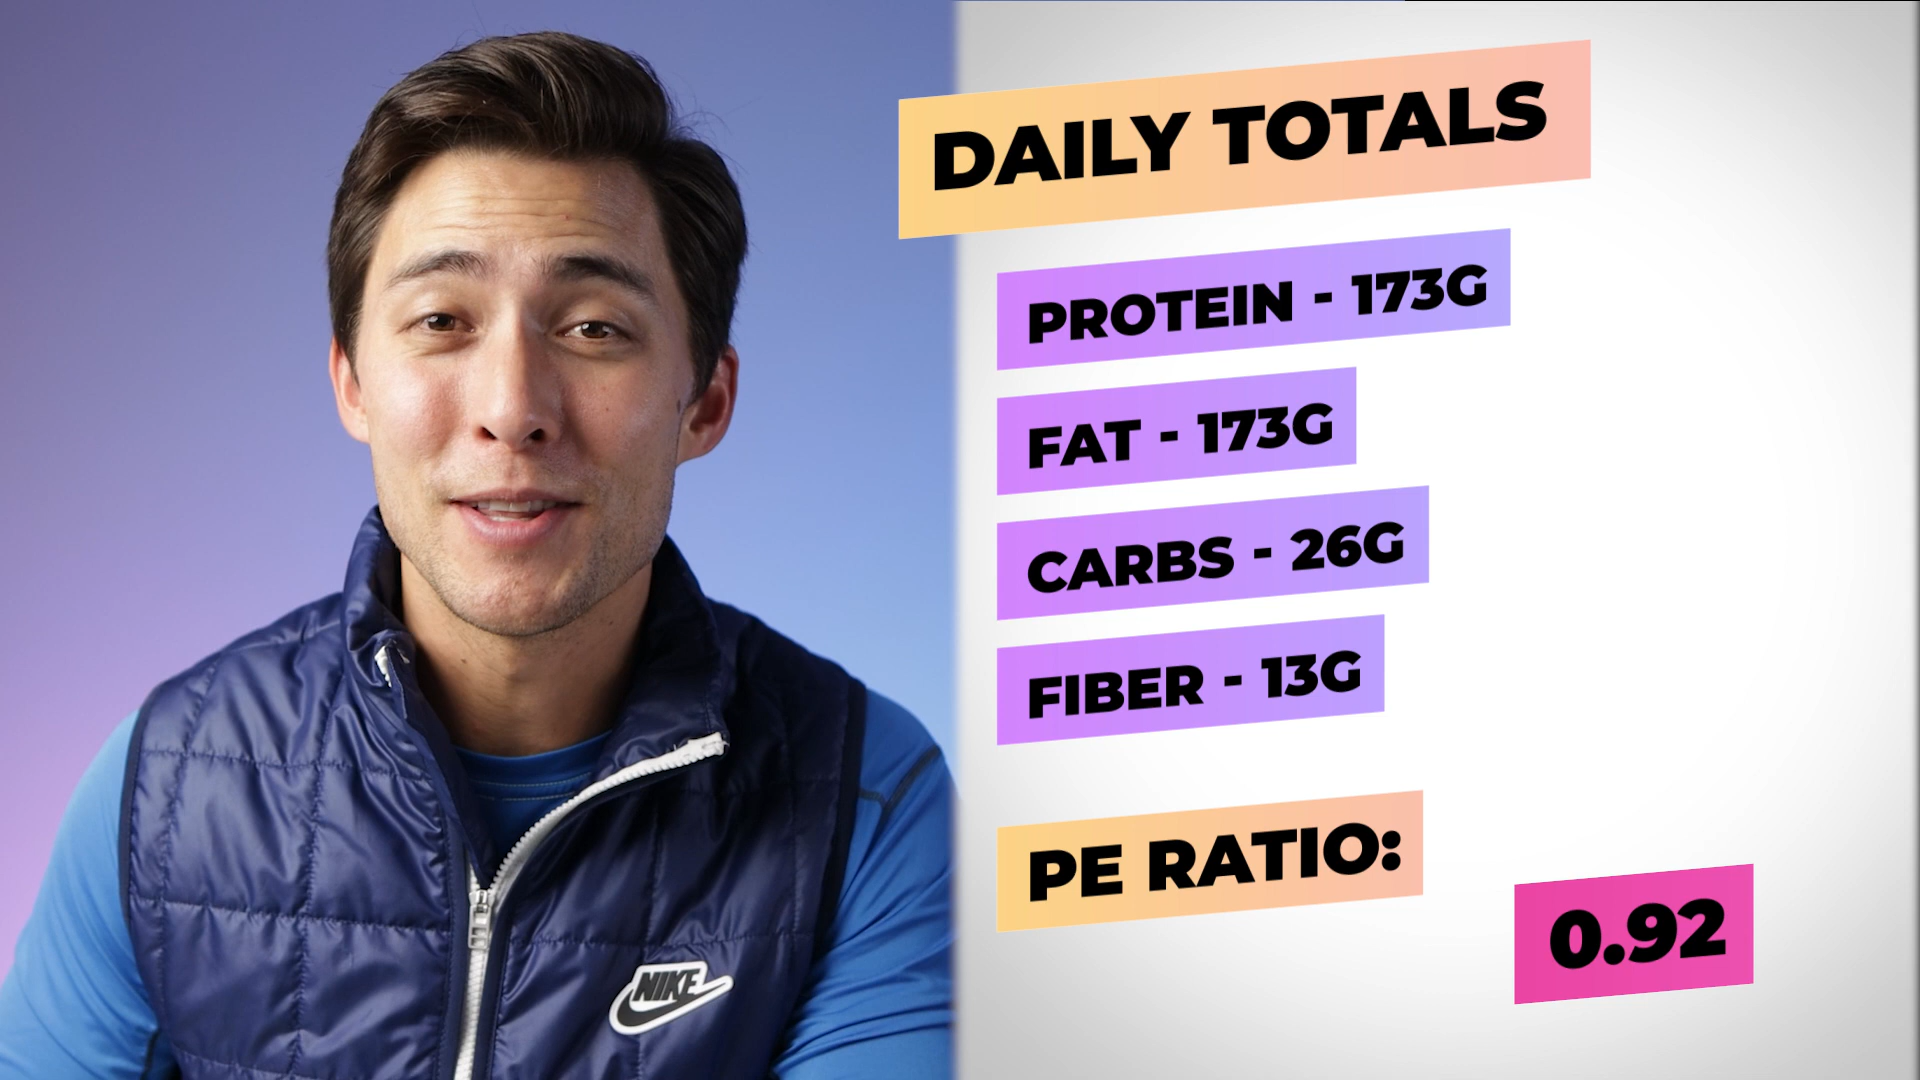 DAILY TOTALS
PROTEIN - 173G
FAT - 173G
CARBS - 26G
FIBER - 13G
PE RATIO:
0.92
NIKE